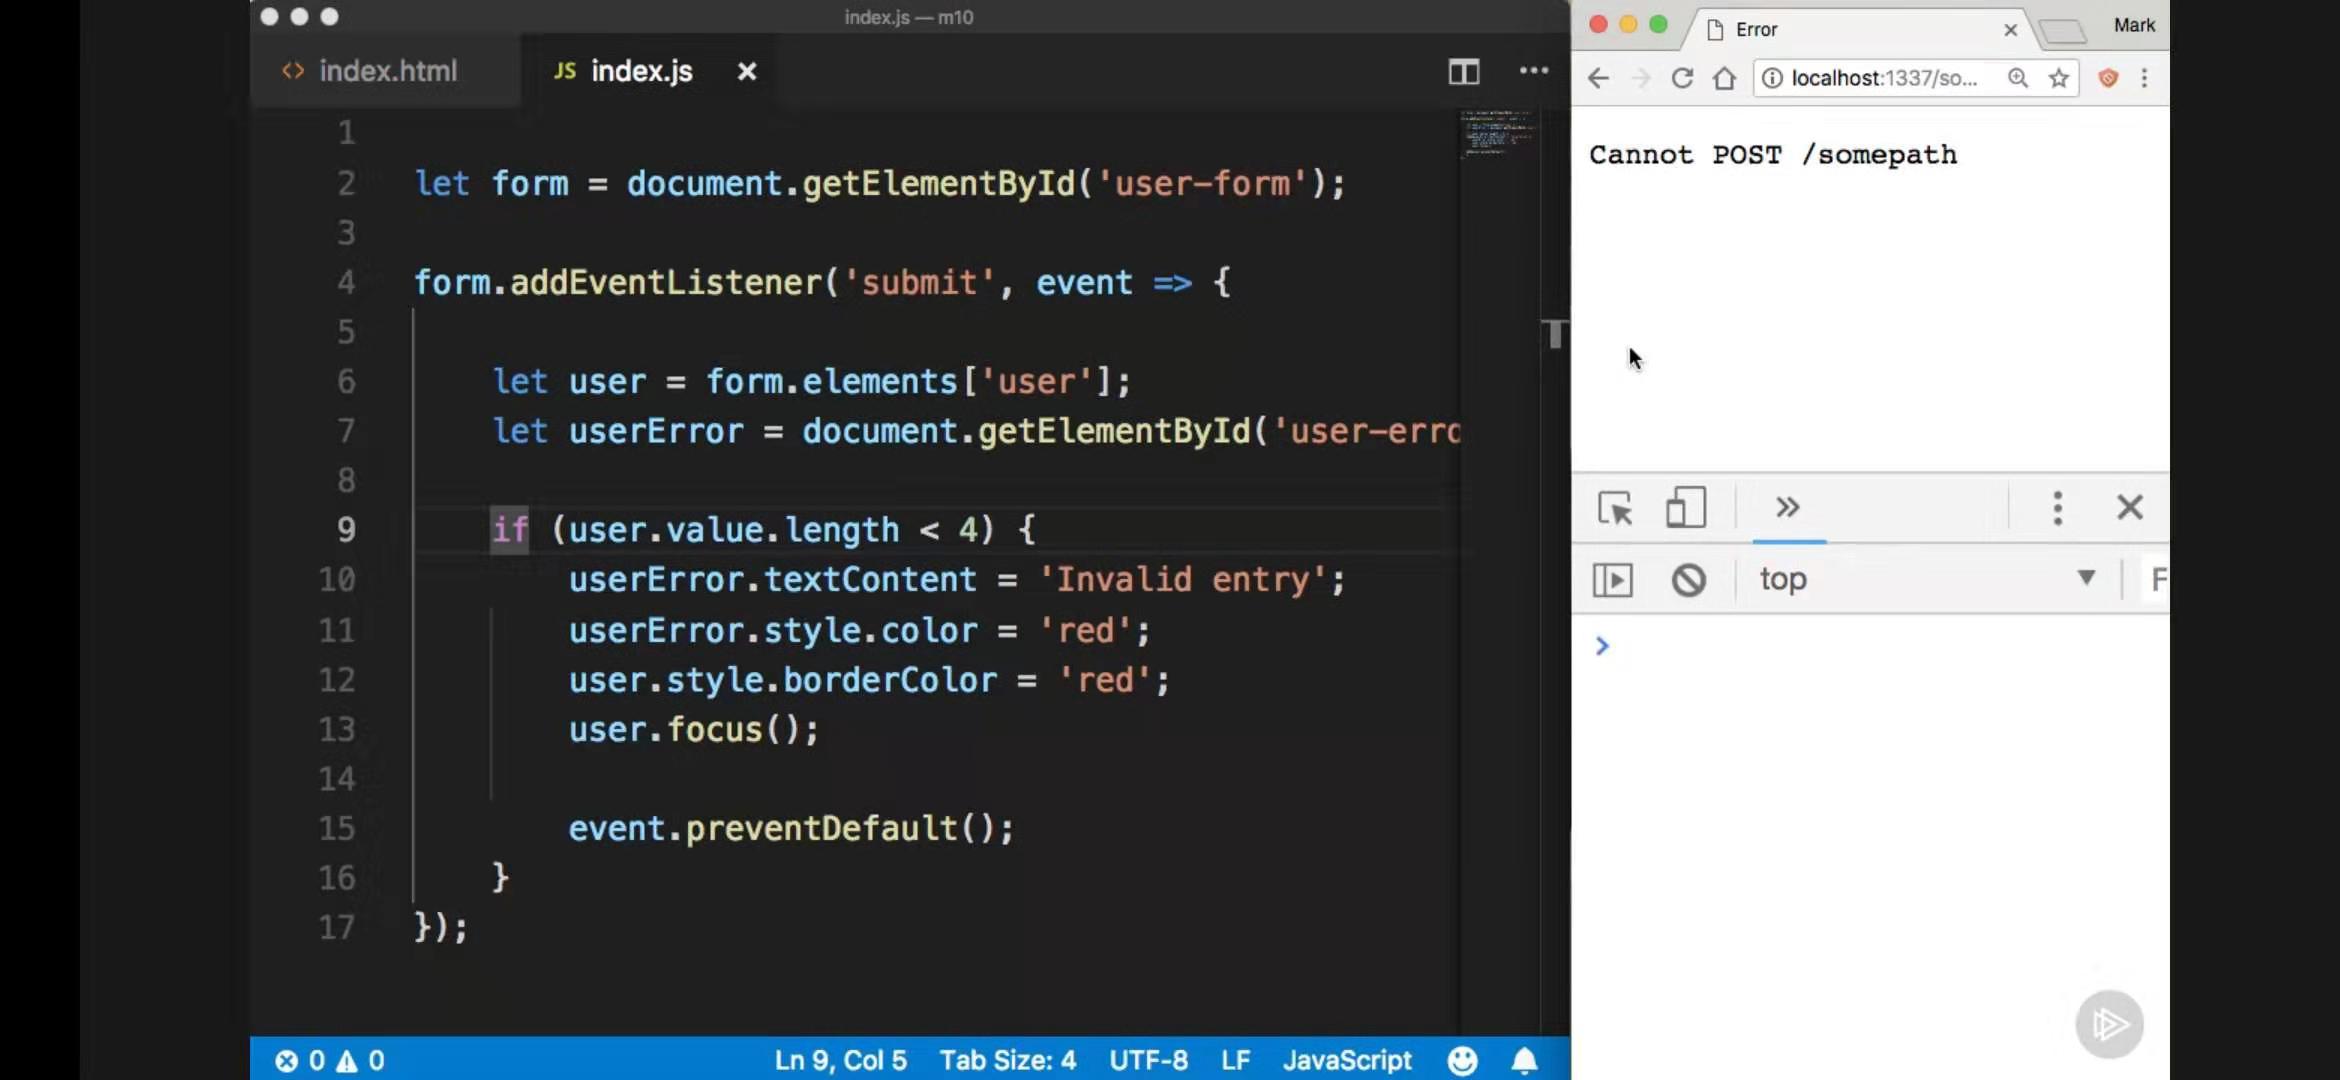 index.js — m10
index.html
JS index.js
1
2 let form = document.getElementById('user-form');
3
4 form.addEventListener('submit', event => {
5
6 let user = form.elements['user'];
7 let userError = document.getElementById('user-erro
8
9 if (user.value.length < 4) {
10 userError.textContent = 'Invalid entry';
11 userError.style.color = 'red';
12 user.style.borderColor = 'red';
13 user.focus();
14
15 event.preventDefault();
16 }
17 });
0 0 Ln 9, Col 5 Tab Size: 4 UTF-8 LF JavaScript
Error
Mark
localhost:1337/so...
Cannot POST /somepath
top
F